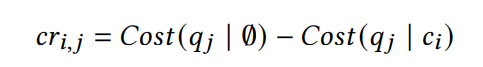 cr_{i,j} = Cost(q_j | ∅) − Cost(q_j | c_i)